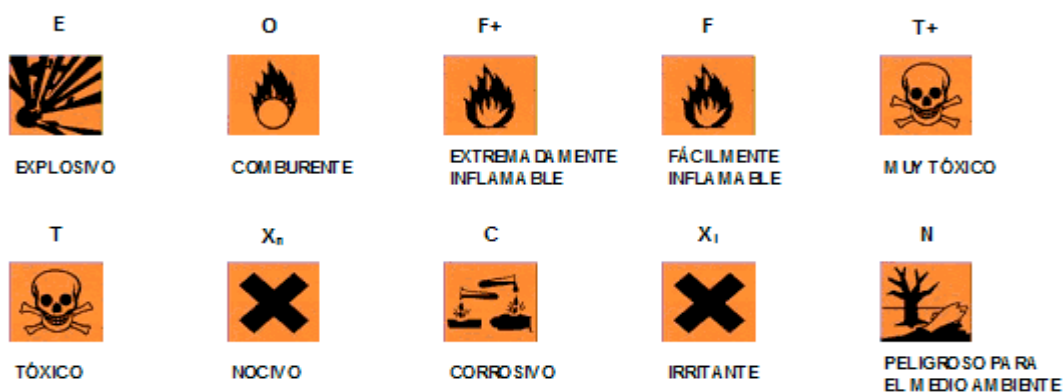 E
O
F+
F
T+
EXPLOSIVO
COMBURENTE
EXTREMADAMENTE
INFLAMABLE
FÁCILMENTE
INFLAMABLE
MUY TÓXICO
T
Xn
C
Xi
N
TÓXICO
NOCIVO
CORROSIVO
IRRITANTE
PELIGROSO PARA
EL MEDIO AMBIENTE